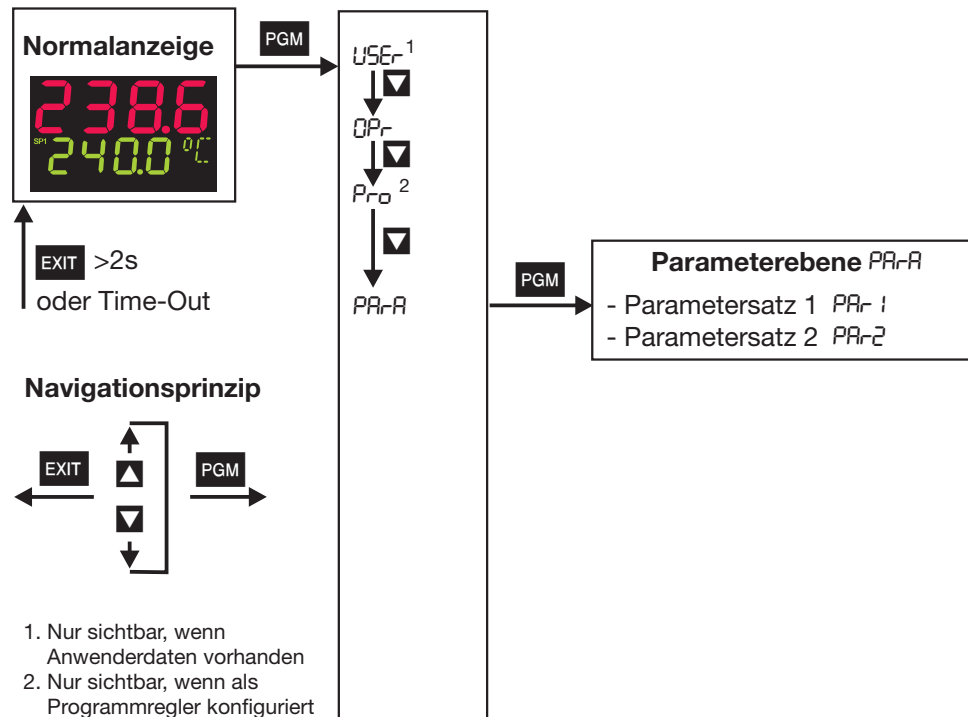 Normalanzeige
PGM
238.6
SP1 240.0 °C
EXIT >2s
oder Time-Out
USEr 1
OPr
Pro 2
PArA
PGM
Parameterebene PArA
- Parametersatz 1 PAr1
- Parametersatz 2 PAr2
Navigationsprinzip
EXIT
PGM
1. Nur sichtbar, wenn
Anwenderdaten vorhanden
2. Nur sichtbar, wenn als
Programmregler konfiguriert